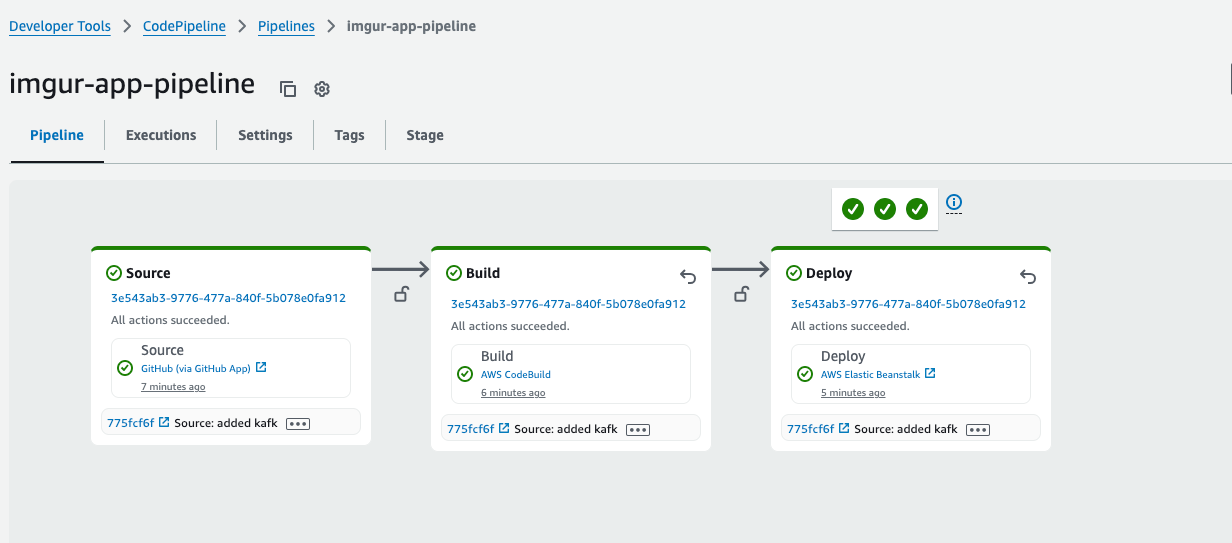 Developer Tools > CodePipeline > Pipelines > imgur-app-pipeline
imgur-app-pipeline
Pipeline Executions Settings Tags Stage
Source
3e543ab3-9776-477a-840f-5b078e0fa912
All actions succeeded.
Source
GitHub (via GitHub App)
7 minutes ago
775fcf6f Source: added kafk
Build
3e543ab3-9776-477a-840f-5b078e0fa912
All actions succeeded.
Build
AWS CodeBuild
6 minutes ago
775fcf6f Source: added kafk
Deploy
3e543ab3-9776-477a-840f-5b078e0fa912
All actions succeeded.
Deploy
AWS Elastic Beanstalk
5 minutes ago
775fcf6f Source: added kafk